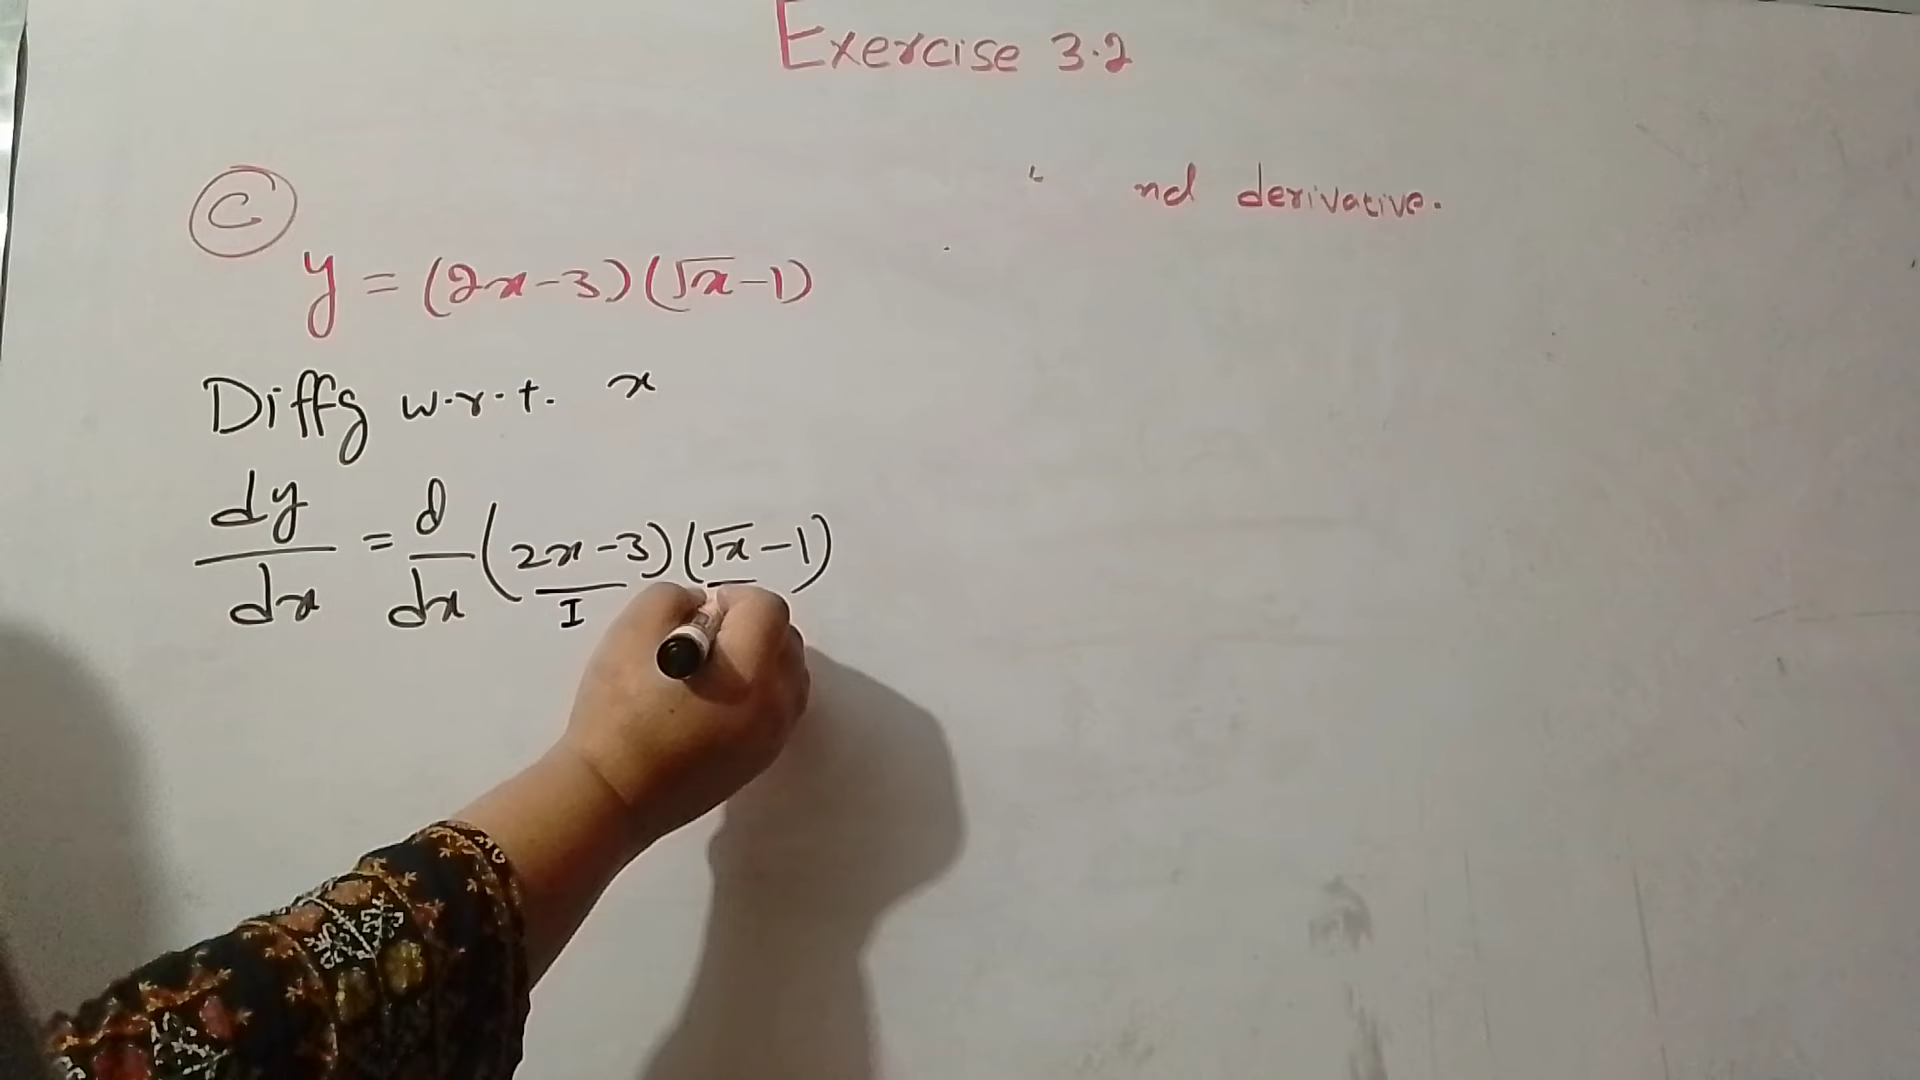 Exercise 3.2
nd derivative.
C
y = (2x-3)(√x-1)
Diffg w.r.t. x
dy/dx = d/dx (2x-3)(√x-1)
I